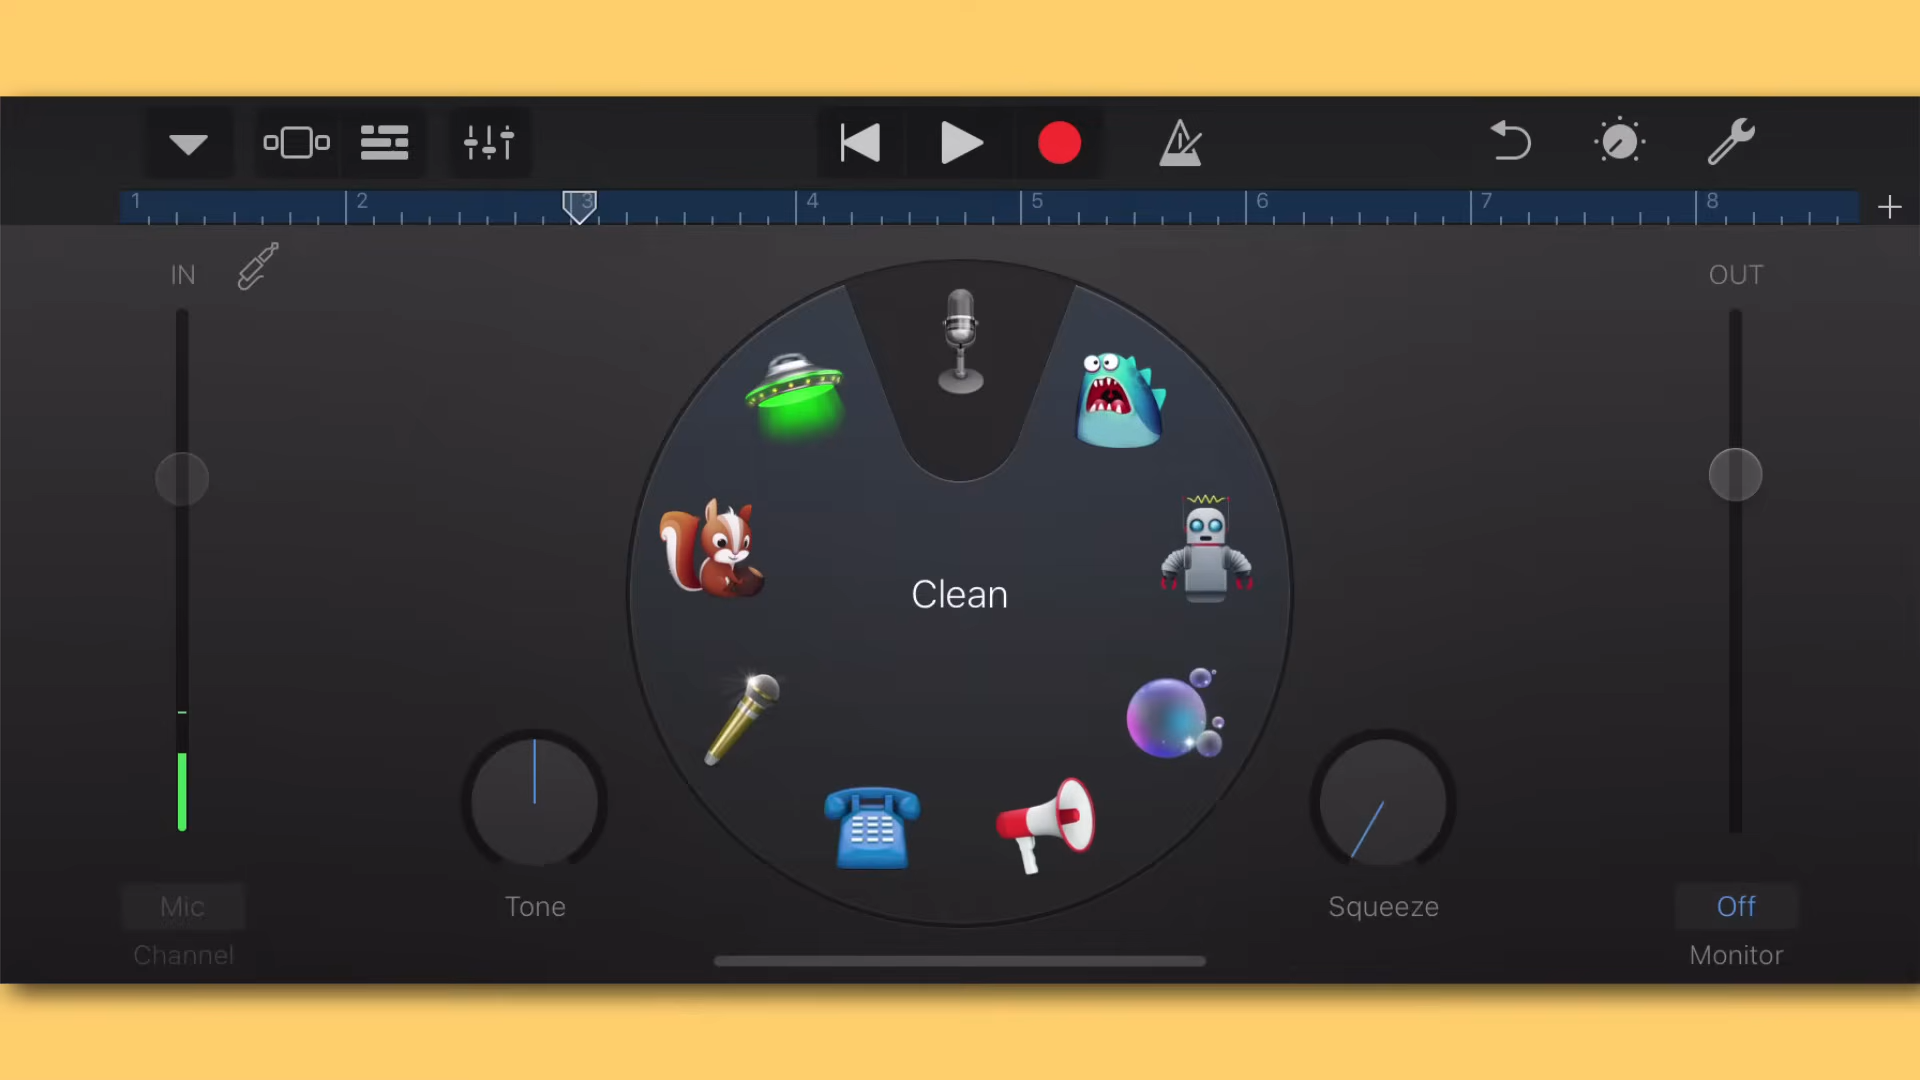 1 2 3 4 5 6 7 8 +
IN
OUT
Clean
Tone
Squeeze
Mic
Channel
Off
Monitor